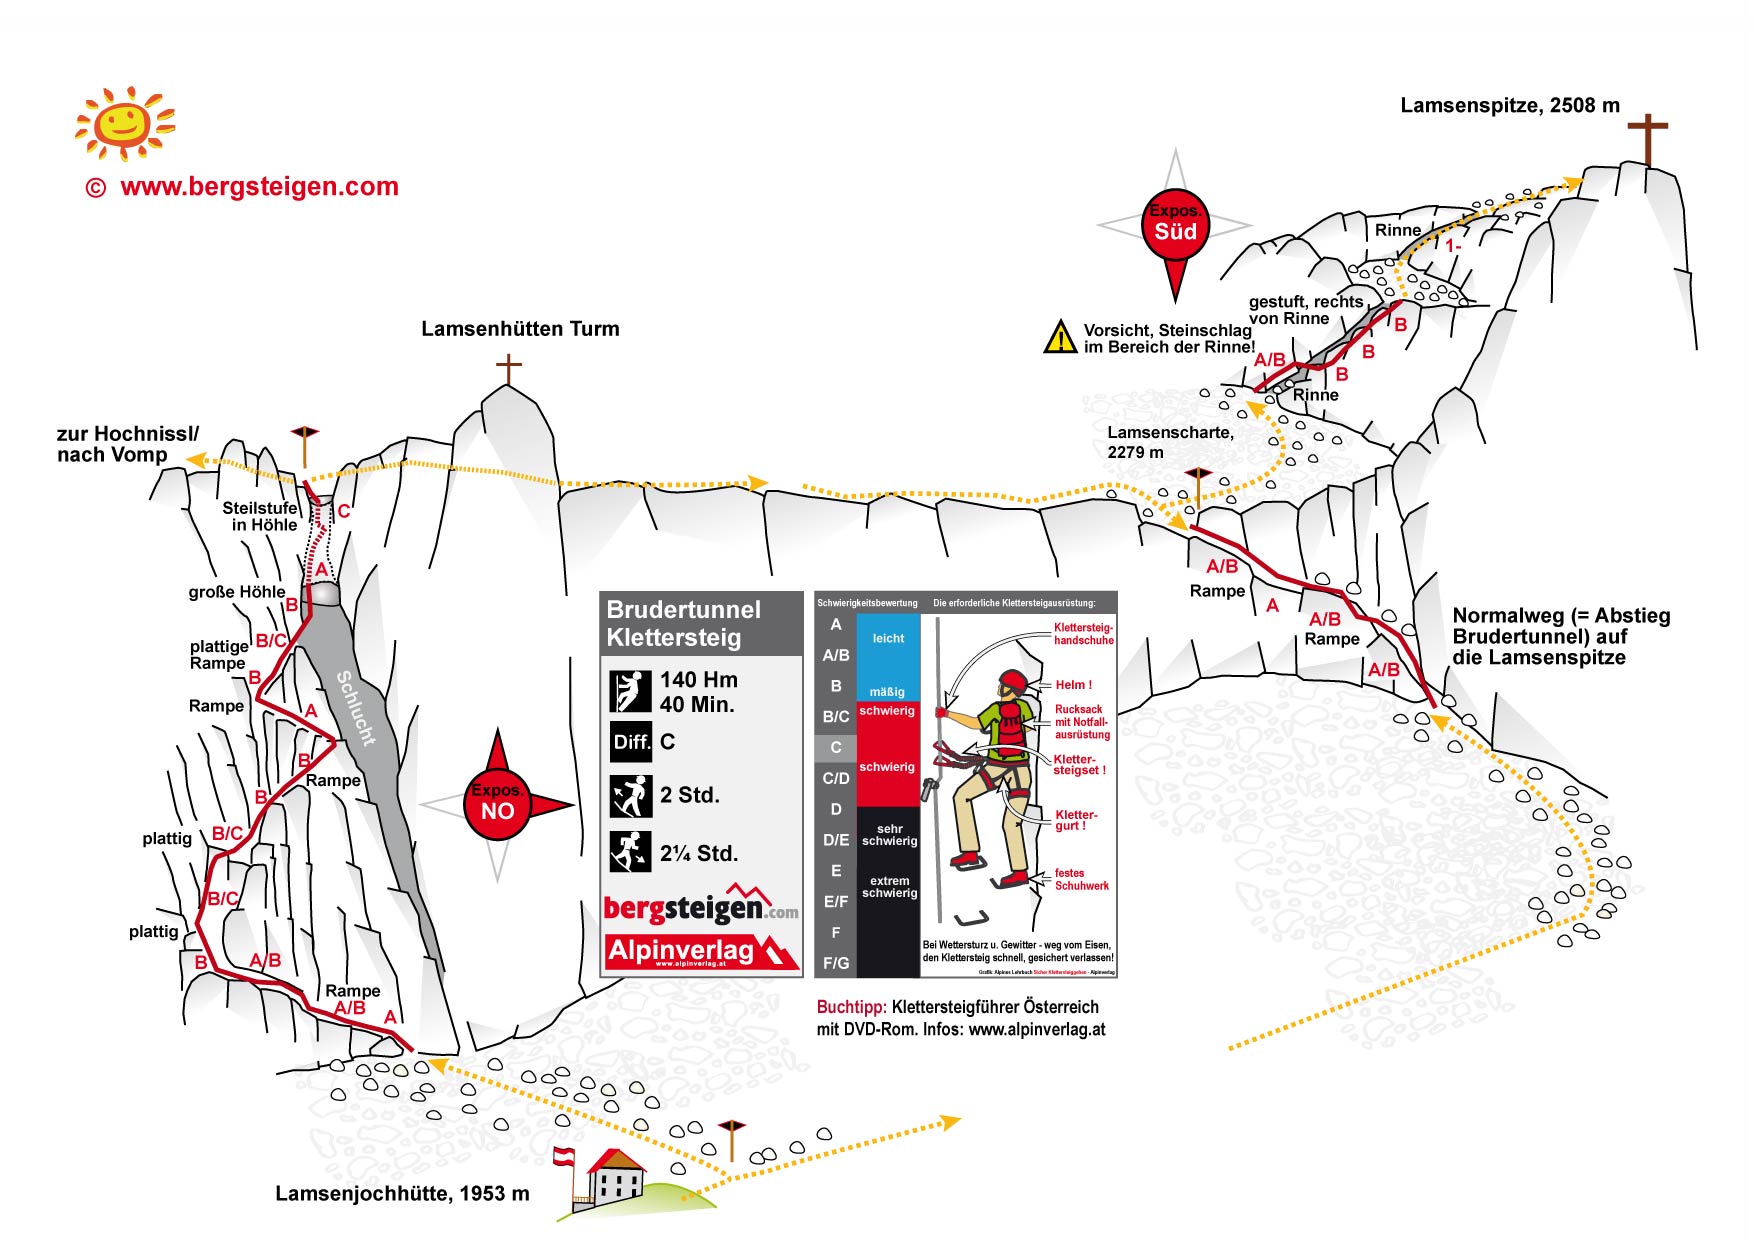 © www.bergsteigen.com
Lamsenspitze, 2508 m
Expos.
Süd
Rinne
1-
gestuft, rechts
von Rinne
B
Vorsicht, Steinschlag
im Bereich der Rinne!
!
A/B
B
B
Rinne
Lamsenhütten Turm
zur Hochnissl/
nach Vomp
Lamsenscharte,
2279 m
Steilstufe
in Höhle
C
A
große Höhle
B
plattige
Rampe
B/C
B
Rampe
A
Schlucht
B
Rampe
B
plattig
B/C
B/C
plattig
B
A/B
Rampe
A/B
A
Expos.
NO
A/B
Rampe
A
A/B
Rampe
A/B
Normalweg (= Abstieg
Brudertunnel) auf
die Lamsenspitze
Brudertunnel
Klettersteig
140 Hm
40 Min.
Diff. C
2 Std.
2¼ Std.
bergsteigen.com
Alpinverlag
www.alpinverlag.at
Schwierigkeitsbewertung
Die erforderliche Klettersteigausrüstung:
A
leicht
A/B
B
mäßig
B/C
schwierig
C
schwierig
C/D
D
D/E
sehr
schwierig
E
extrem
schwierig
E/F
F
F/G
Klettersteig-
handschuhe
Helm !
Rucksack
mit Notfall-
ausrüstung
Kletter-
steigset !
Kletter-
gurt !
festes
Schuhwerk
Bei Wettersturz u. Gewitter - weg vom Eisen,
den Klettersteig schnell, gesichert verlassen!
Grafik: Alpines Lehrbuch Sicher Klettersteiggehen - Alpinverlag
Buchtipp: Klettersteigführer Österreich
mit DVD-Rom. Infos: www.alpinverlag.at
Lamsenjochhütte, 1953 m